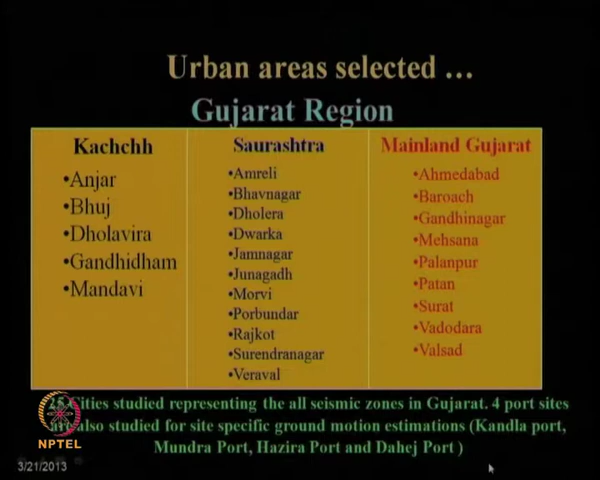 Urban areas selected ...
Gujarat Region
Kachchh
•Anjar
•Bhuj
•Dholavira
•Gandhidham
•Mandavi
Saurashtra
•Amreli
•Bhavnagar
•Dholera
•Dwarka
•Jamnagar
•Junagadh
•Morvi
•Porbundar
•Rajkot
•Surendranagar
•Veraval
Mainland Gujarat
•Ahmedabad
•Baroach
•Gandhinagar
•Mehsana
•Palanpur
•Patan
•Surat
•Vadodara
•Valsad
Cities studied representing the all seismic zones in Gujarat. 4 port sites
also studied for site specific ground motion estimations (Kandla port,
Mundra Port, Hazira Port and Dahej Port )
NPTEL
3/21/2013